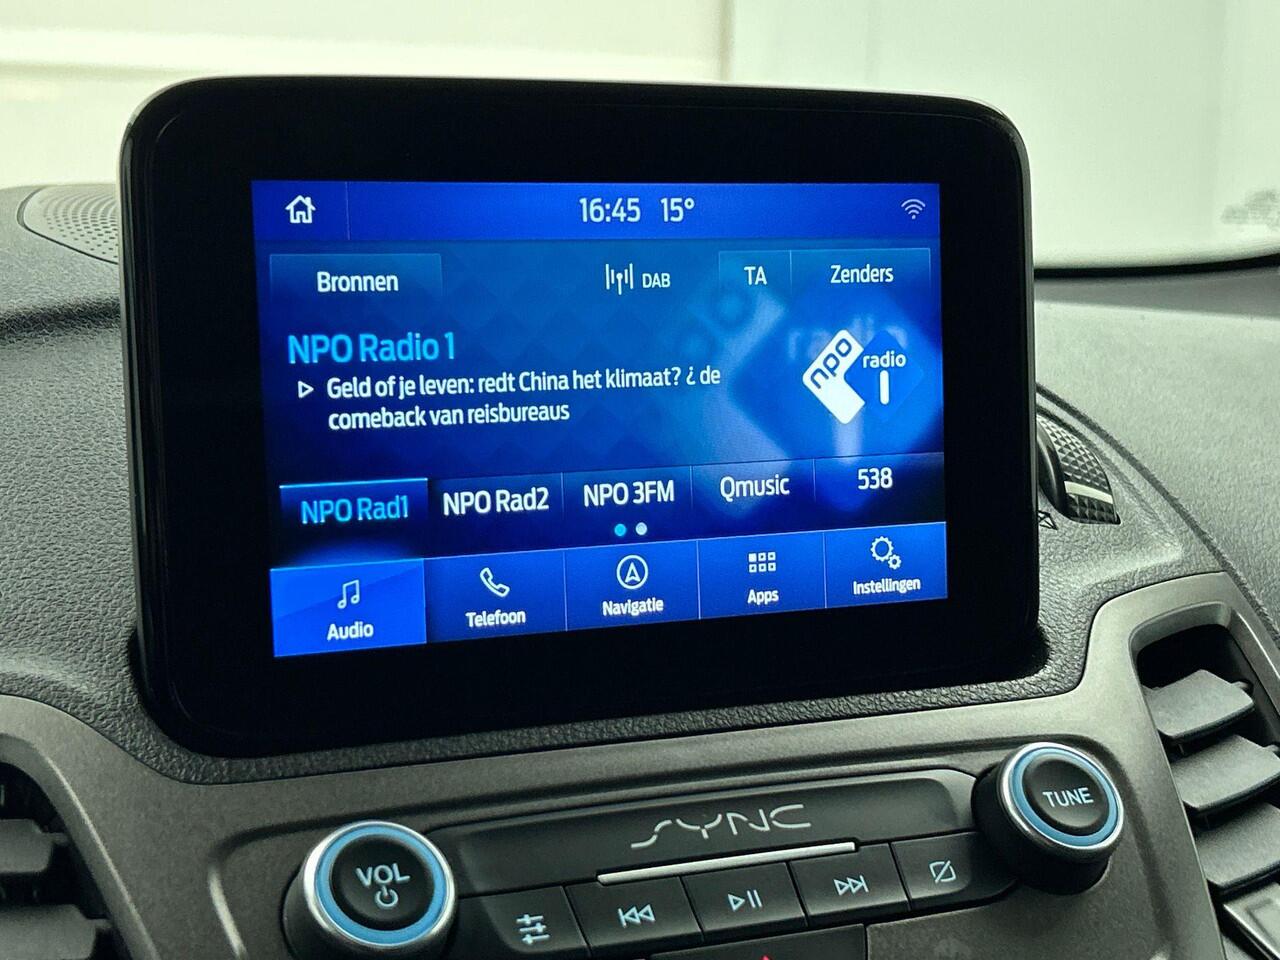 16:45 15°
Bronnen
DAB
TA
Zenders
NPO Radio 1
Geld of je leven: redt China het klimaat? ¿ de
comeback van reisbureaus
npo
radio
1
NPO Rad1
NPO Rad2
NPO 3FM
Qmusic
538
Audio
Telefoon
Navigatie
Apps
Instellingen
SYNC
VOL
TUNE